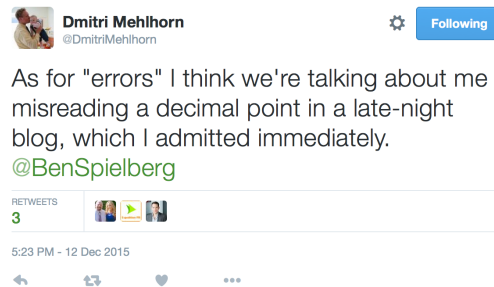 Dmitri Mehlhorn
@DmitriMehlhorn
Following
As for "errors" I think we're talking about me
misreading a decimal point in a late-night
blog, which I admitted immediately.
@BenSpielberg
RETWEETS
3
5:23 PM - 12 Dec 2015